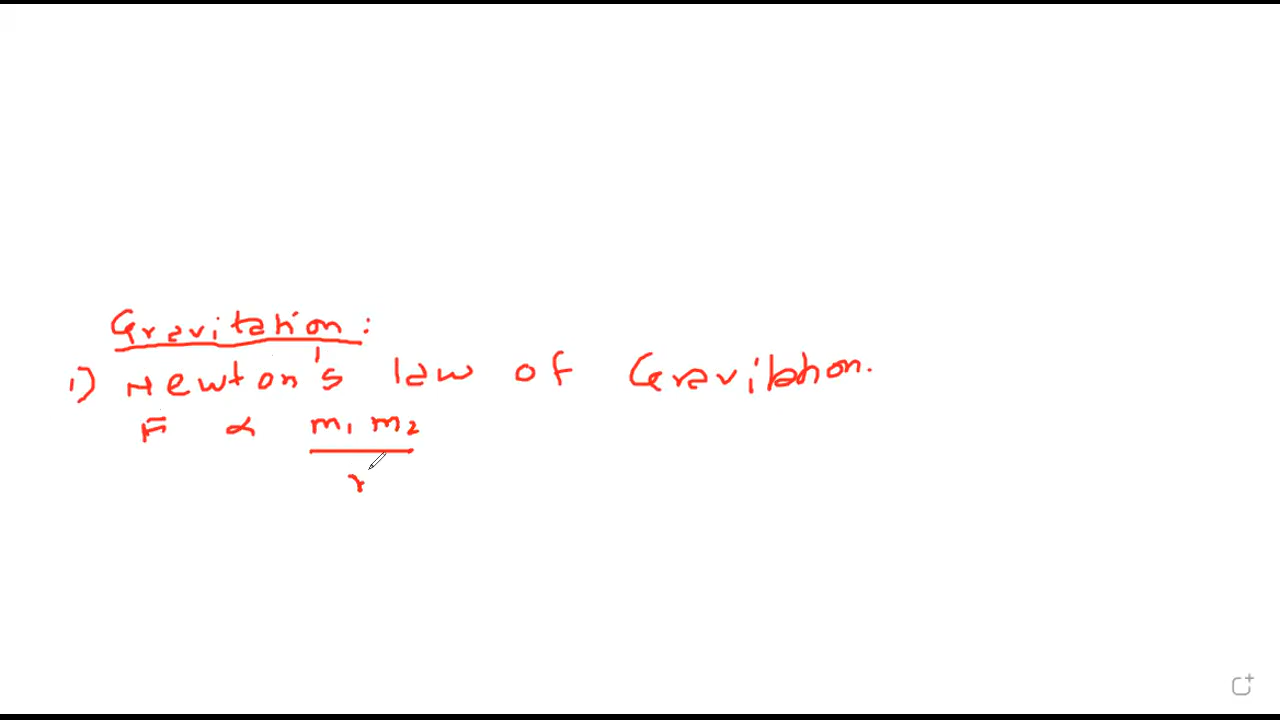 Gravitation:
1) Newton's law of Gravitation.
F ∝ m₁ m₂
r